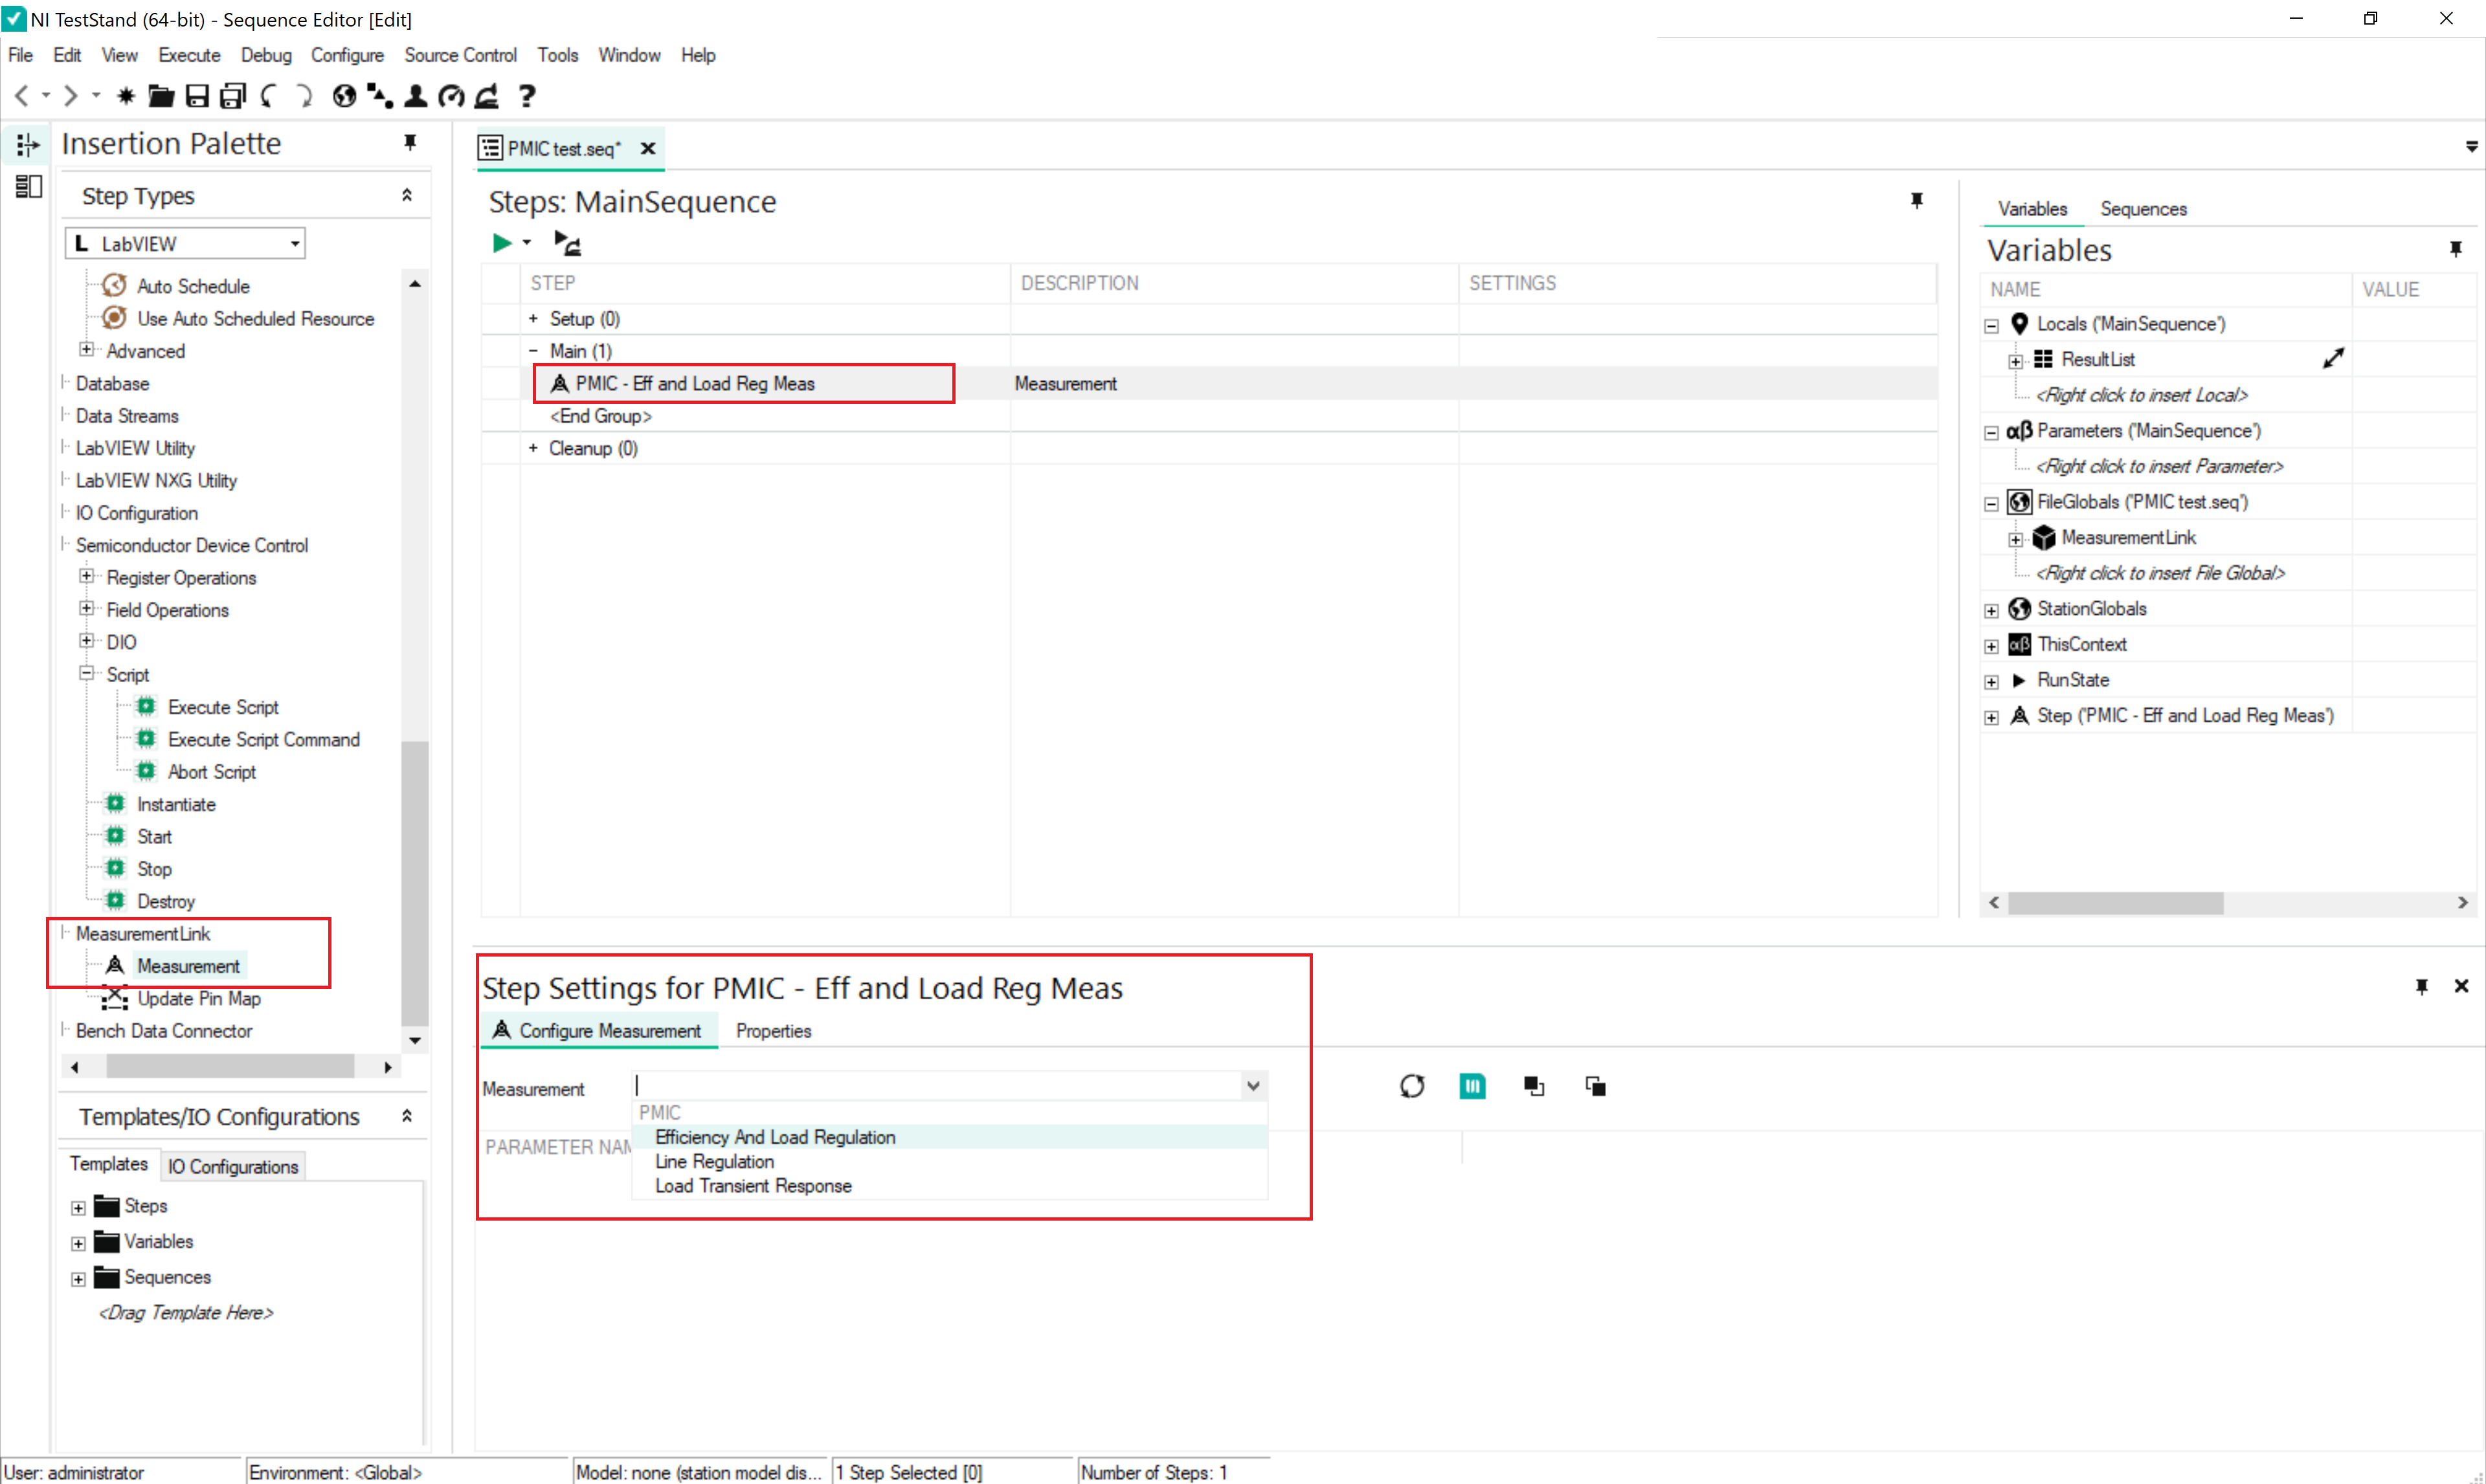 NI TestStand (64-bit) - Sequence Editor [Edit]
File Edit View Execute Debug Configure Source Control Tools Window Help
Insertion Palette
Step Types
LabVIEW
Auto Schedule
Use Auto Scheduled Resource
Advanced
Database
Data Streams
LabVIEW Utility
LabVIEW NXG Utility
IO Configuration
Semiconductor Device Control
Register Operations
Field Operations
DIO
Script
Execute Script
Execute Script Command
Abort Script
Instantiate
Start
Stop
Destroy
MeasurementLink
Measurement
Update Pin Map
Bench Data Connector
Templates/IO Configurations
Templates IO Configurations
Steps
Variables
Sequences
<Drag Template Here>
PMIC test.seq*
Steps: MainSequence
STEP DESCRIPTION SETTINGS
+ Setup (0)
- Main (1)
PMIC - Eff and Load Reg Meas Measurement
<End Group>
+ Cleanup (0)
Variables Sequences
Variables
NAME VALUE
Locals ('MainSequence')
ResultList
<Right click to insert Local>
αβ Parameters ('MainSequence')
<Right click to insert Parameter>
FileGlobals ('PMIC test.seq')
MeasurementLink
<Right click to insert File Global>
StationGlobals
αβ ThisContext
RunState
Step ('PMIC - Eff and Load Reg Meas')
Step Settings for PMIC - Eff and Load Reg Meas
Configure Measurement Properties
Measurement
PMIC
PARAMETER NAM
Efficiency And Load Regulation
Line Regulation
Load Transient Response
User: administrator Environment: <Global> Model: none (station model dis... 1 Step Selected [0] Number of Steps: 1